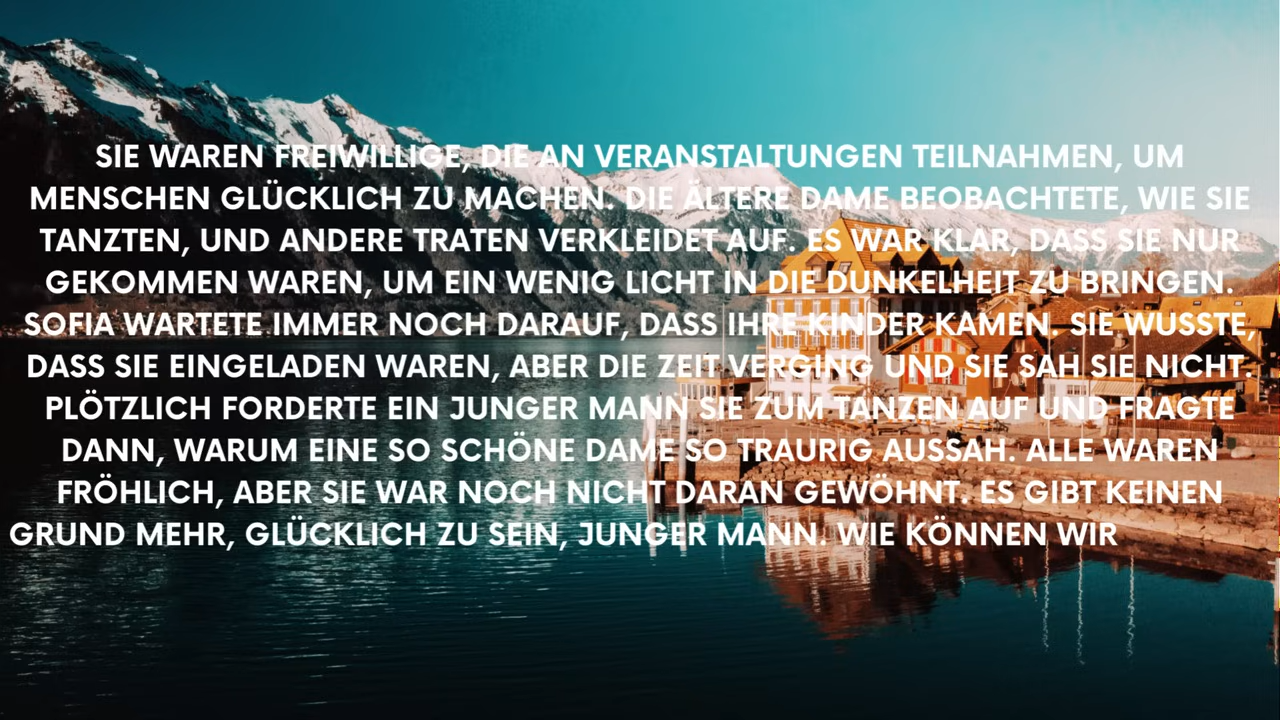 SIE WAREN FREIWILLIGE, DIE AN VERANSTALTUNGEN TEILNAHMEN, UM
MENSCHEN GLÜCKLICH ZU MACHEN. DIE ÄLTERE DAME BEOBACHTETE, WIE SIE
TANZTEN, UND ANDERE TRATEN VERKLEIDET AUF. ES WAR KLAR, DASS SIE NUR
GEKOMMEN WAREN, UM EIN WENIG LICHT IN DIE DUNKELHEIT ZU BRINGEN.
SOFIA WARTETE IMMER NOCH DARAUF, DASS IHRE KINDER KAMEN. SIE WUSSTE,
DASS SIE EINGELADEN WAREN, ABER DIE ZEIT VERGING UND SIE SAH SIE NICHT.
PLÖTZLICH FORDERTE EIN JUNGER MANN SIE ZUM TANZEN AUF UND FRAGTE
DANN, WARUM EINE SO SCHÖNE DAME SO TRAURIG AUSSAH. ALLE WAREN
FRÖHLICH, ABER SIE WAR NOCH NICHT DARAN GEWÖHNT. ES GIBT KEINEN
GRUND MEHR, GLÜCKLICH ZU SEIN, JUNGER MANN. WIE KÖNNEN WIR